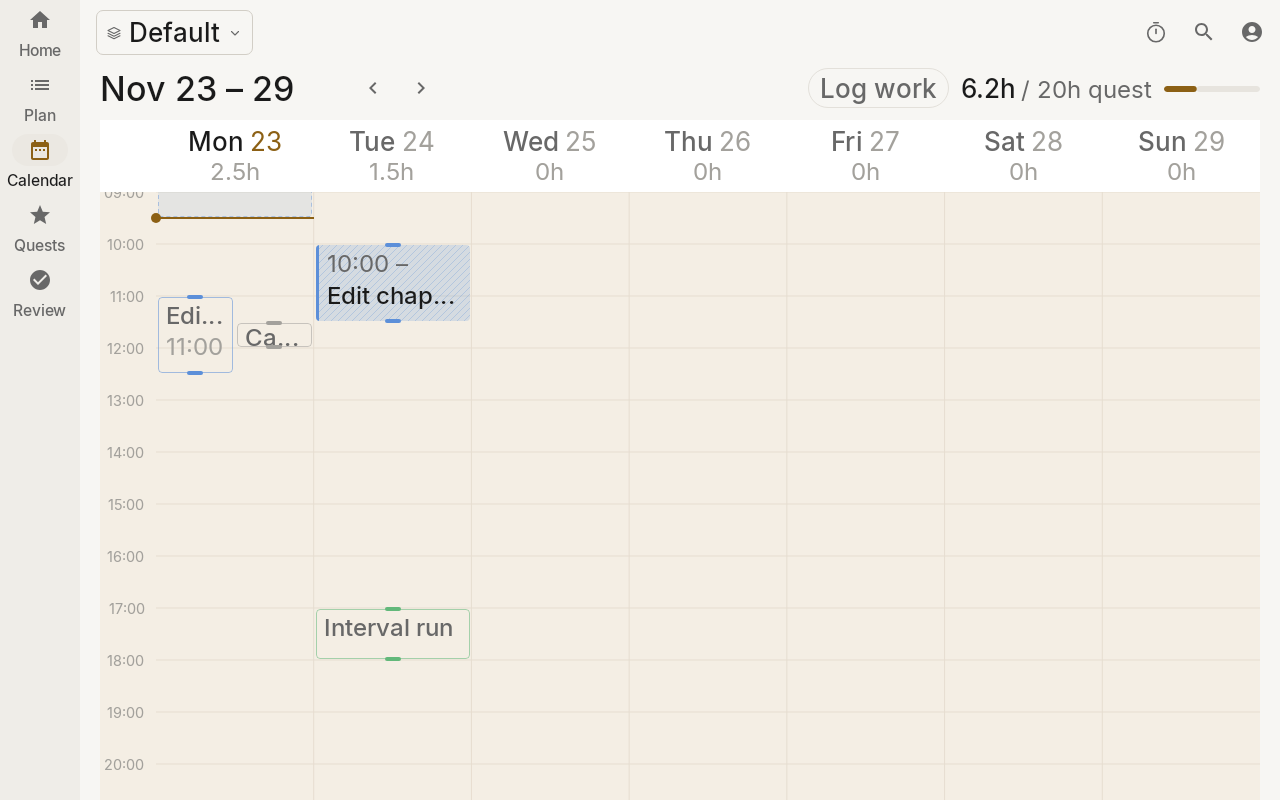 Home
Plan
Calendar
Quests
Review
Default
Nov 23 – 29
Log work
6.2h / 20h quest
Mon 23
2.5h
Tue 24
1.5h
Wed 25
0h
Thu 26
0h
Fri 27
0h
Sat 28
0h
Sun 29
0h
09:00
10:00
11:00
12:00
13:00
14:00
15:00
16:00
17:00
18:00
19:00
20:00
Edi...
11:00
Ca...
10:00 –
Edit chap...
Interval run